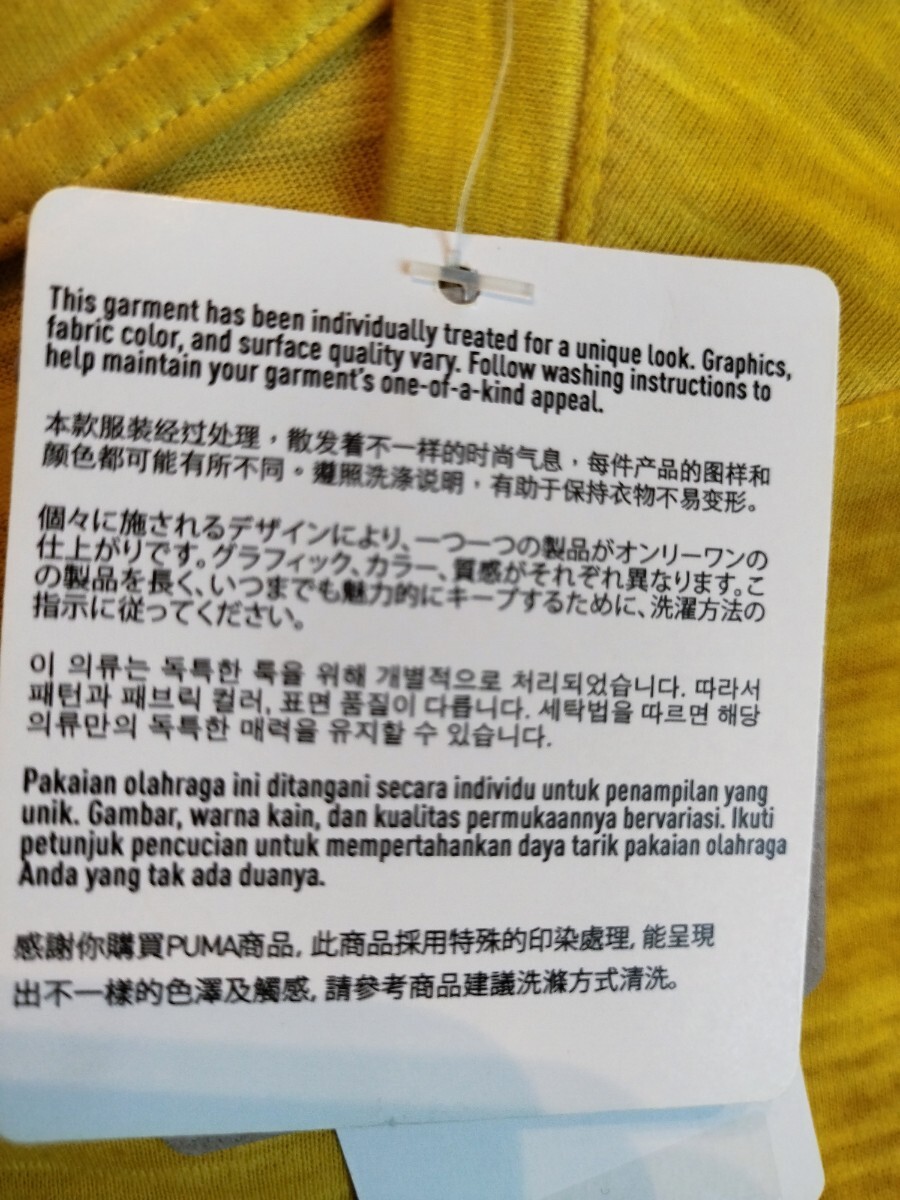 This garment has been individually treated for a unique look. Graphics,
fabric color, and surface quality vary. Follow washing instructions to
help maintain your garment's one-of-a-kind appeal.
本款服装经过处理，散发着不一样的时尚气息，每件产品的图样和
颜色都可能有所不同。遵照洗涤说明，有助于保持衣物不易变形。
個々に施されるデザインにより、一つ一つの製品がオンリーワンの
仕上がりです。グラフィック、カラー、質感がそれぞれ異なります。こ
の製品を長く、いつまでも魅力的にキープするために、洗濯方法の
指示に従ってください。
이 의류는 독특한 룩을 위해 개별적으로 처리되었습니다. 따라서
패턴과 패브릭 컬러, 표면 품질이 다릅니다. 세탁법을 따르면 해당
의류만의 독특한 매력을 유지할 수 있습니다.
Pakaian olahraga ini ditangani secara individu untuk penampilan yang
unik. Gambar, warna kain, dan kualitas permukaannya bervariasi. Ikuti
petunjuk pencucian untuk mempertahankan daya tarik pakaian olahraga
Anda yang tak ada duanya.
感謝你購買PUMA商品, 此商品採用特殊的印染處理, 能呈現
出不一樣的色澤及觸感, 請參考商品建議洗滌方式清洗。